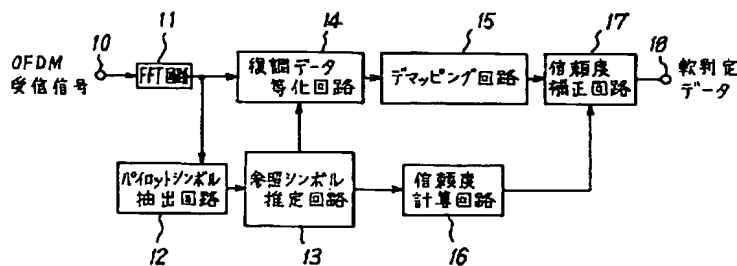 OFDM
受信信号
10
11
FFT回路
14
復調データ
等化回路
15
デマッピング回路
17
信頼度
補正回路
18
軟判定
データ
パイロットシンボル
抽出回路
12
参照シンボル
推定回路
13
信頼度
計算回路
16